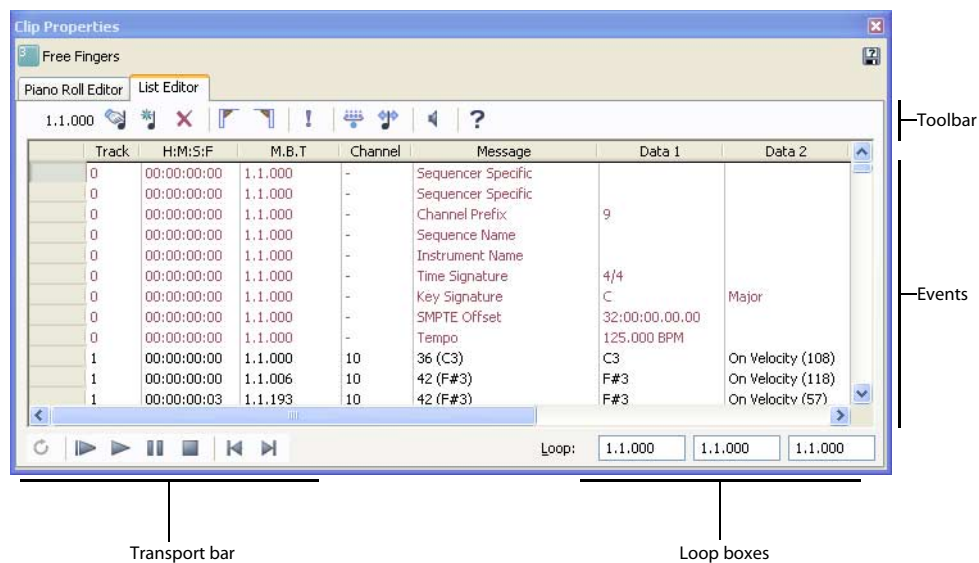 Clip Properties
3 Free Fingers
Piano Roll Editor List Editor
1.1.000
Toolbar
Track H:M:S:F M.B.T Channel Message Data 1 Data 2
0 00:00:00:00 1.1.000 - Sequencer Specific
0 00:00:00:00 1.1.000 - Sequencer Specific
0 00:00:00:00 1.1.000 - Channel Prefix 9
0 00:00:00:00 1.1.000 - Sequence Name
0 00:00:00:00 1.1.000 - Instrument Name
0 00:00:00:00 1.1.000 - Time Signature 4/4
0 00:00:00:00 1.1.000 - Key Signature C Major
Events
0 00:00:00:00 1.1.000 - SMPTE Offset 32:00:00.00.00
0 00:00:00:00 1.1.000 - Tempo 125.000 BPM
1 00:00:00:00 1.1.000 10 36 (C3) C3 On Velocity (108)
1 00:00:00:00 1.1.006 10 42 (F#3) F#3 On Velocity (118)
1 00:00:00:03 1.1.193 10 42 (F#3) F#3 On Velocity (57)
Loop: 1.1.000 1.1.000 1.1.000
Transport bar Loop boxes